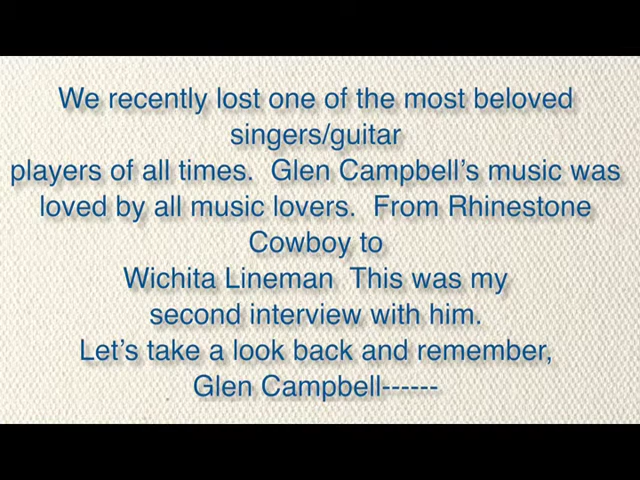 We recently lost one of the most beloved
singers/guitar
players of all times.  Glen Campbell’s music was
loved by all music lovers.  From Rhinestone
Cowboy to
Wichita Lineman  This was my
second interview with him.
Let’s take a look back and remember,
Glen Campbell------